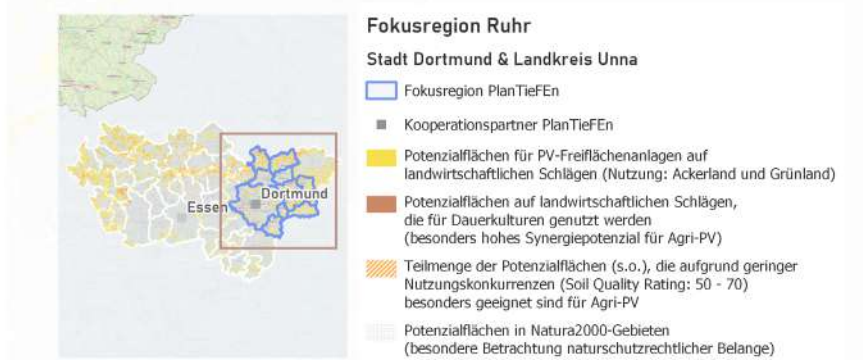 Fokusregion Ruhr
Stadt Dortmund & Landkreis Unna
Fokusregion PlanTieFEn
Kooperationspartner PlanTieFEn
Potenzialflächen für PV-Freiflächenanlagen auf
landwirtschaftlichen Schlägen (Nutzung: Ackerland und Grünland)
Potenzialflächen auf landwirtschaftlichen Schlägen,
die für Dauerkulturen genutzt werden
(besonders hohes Synergiepotenzial für Agri-PV)
Teilmenge der Potenzialflächen (s.o.), die aufgrund geringer
Nutzungskonkurrenzen (Soil Quality Rating: 50 - 70)
besonders geeignet sind für Agri-PV
Potenzialflächen in Natura2000-Gebieten
(besondere Betrachtung naturschutzrechtlicher Belange)
Dortmund
Essen